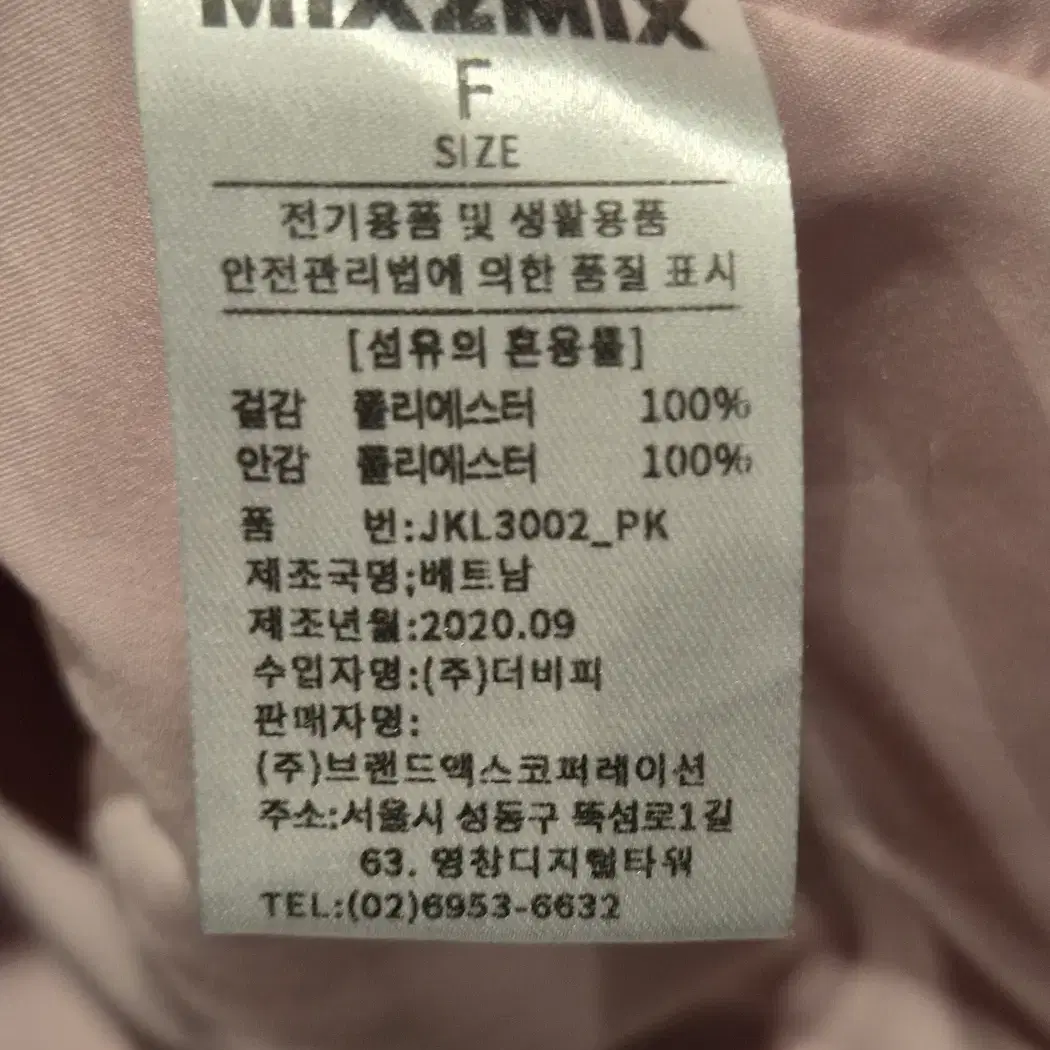 MIX2MIX
F
SIZE
전기용품 및 생활용품
안전관리법에 의한 품질 표시
[섬유의 혼용률]
겉감 폴리에스터 100%
안감 폴리에스터 100%
품 번:JKL3002_PK
제조국명;베트남
제조년월:2020.09
수입자명:(주)더비피
판매자명:
(주)브랜드엑스코퍼레이션
주소:서울시 성동구 뚝섬로1길
63. 영창디지털타워
TEL:(02)6953-6632